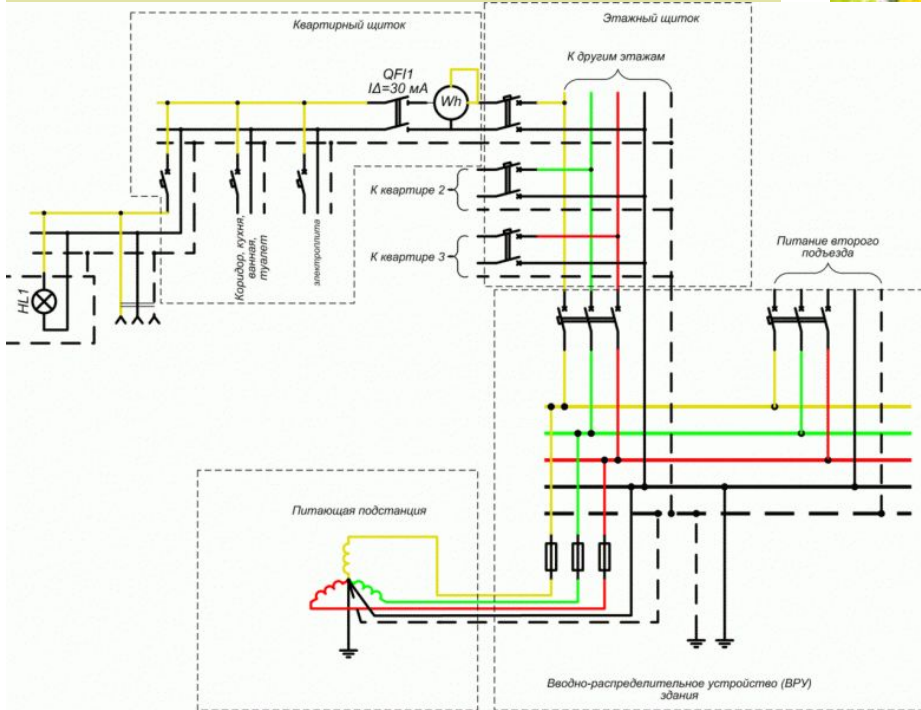 Квартирный щиток
Этажный щиток
К другим этажам
QFI1
IΔ=30 мА
Wh
К квартире 2
К квартире 3
Коридор, кухня,
ванная,
туалет
электроплита
HL1
Питание второго
подъезда
Питающая подстанция
Вводно-распределительное устройство (ВРУ)
здания